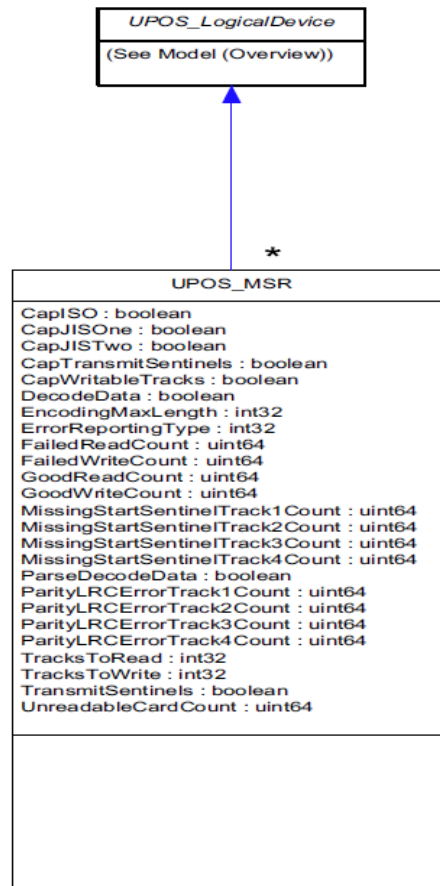 UPOS_LogicalDevice
(See Model (Overview))
*
UPOS_MSR
CapISO : boolean
CapJISOne : boolean
CapJISTwo : boolean
CapTransmitSentinels : boolean
CapWritableTracks : boolean
DecodeData : boolean
EncodingMaxLength : int32
ErrorReportingType : int32
FailedReadCount : uint64
FailedWriteCount : uint64
GoodReadCount : uint64
GoodWriteCount : uint64
MissingStartSentinelTrack1Count : uint64
MissingStartSentinelTrack2Count : uint64
MissingStartSentinelTrack3Count : uint64
MissingStartSentinelTrack4Count : uint64
ParseDecodeData : boolean
ParityLRCErrorTrack1Count : uint64
ParityLRCErrorTrack2Count : uint64
ParityLRCErrorTrack3Count : uint64
ParityLRCErrorTrack4Count : uint64
TracksToRead : int32
TracksToWrite : int32
TransmitSentinels : boolean
UnreadableCardCount : uint64